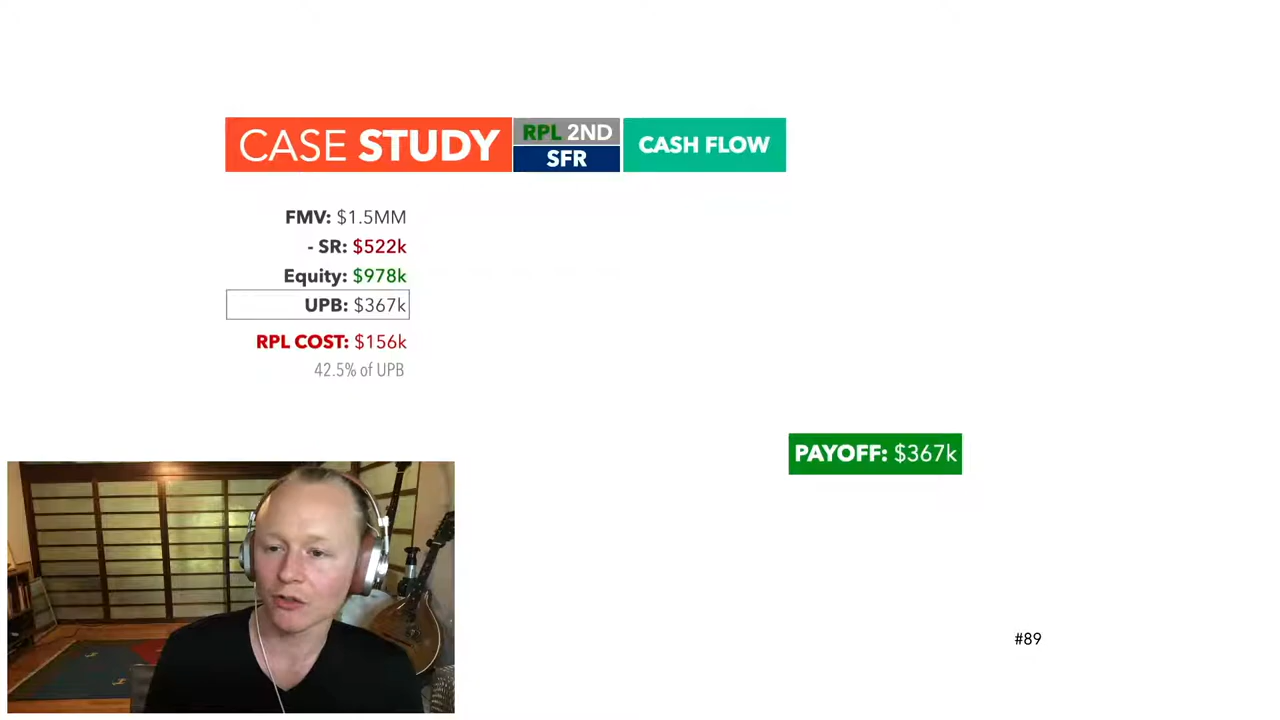 CASE STUDY
RPL 2ND
SFR
CASH FLOW
FMV: $1.5MM
- SR: $522k
Equity: $978k
UPB: $367k
RPL COST: $156k
42.5% of UPB
PAYOFF: $367k
#89